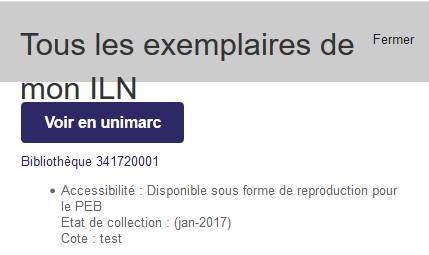 Tous les exemplaires de
mon ILN
Fermer
Voir en unimarc
Bibliothèque 341720001
Accessibilité : Disponible sous forme de reproduction pour
le PEB
Etat de collection : (jan-2017)
Cote : test